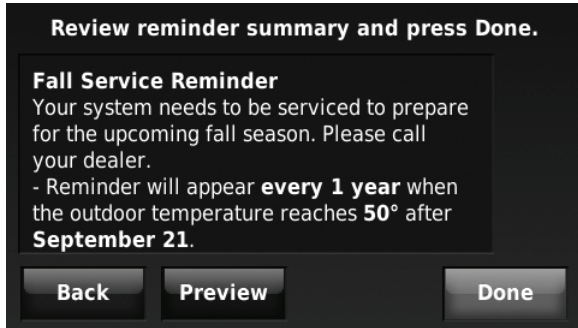 Review reminder summary and press Done.
Fall Service Reminder
Your system needs to be serviced to prepare
for the upcoming fall season. Please call
your dealer.
- Reminder will appear every 1 year when
the outdoor temperature reaches 50° after
September 21.
Back Preview Done